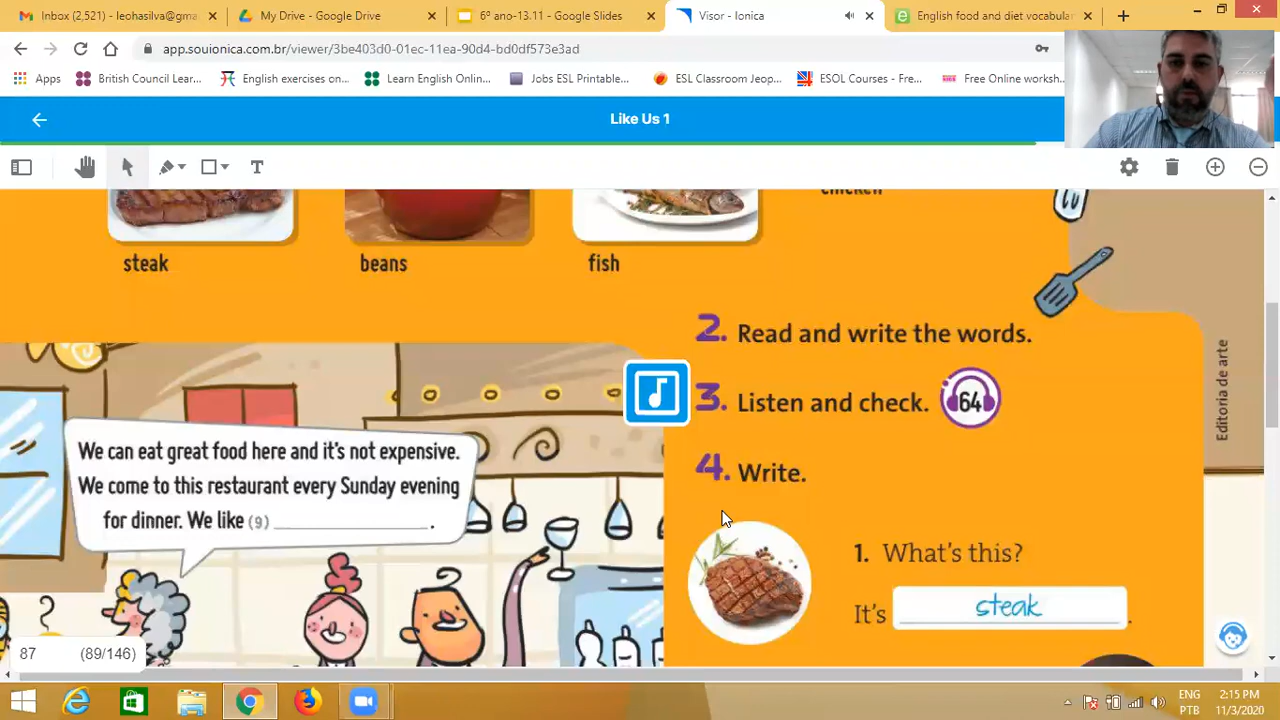 Inbox (2,521) - leohasilva@gma
My Drive - Google Drive
6º ano-13.11 - Google Slides
Visor - Ionica
English food and diet vocabula
app.souionica.com.br/viewer/3be403d0-01ec-11ea-90d4-bd0df573e3ad
Apps
British Council Lear...
English exercises on...
Learn English Onlin...
Jobs ESL Printable...
ESL Classroom Jeop...
ESOL Courses - Fre...
Free Online worksh...
Like Us 1
T
chicken
steak
beans
fish
2. Read and write the words.
3. Listen and check. 64
4. Write.
Editoria de arte
We can eat great food here and it's not expensive.
We come to this restaurant every Sunday evening
for dinner. We like (9) ____________.
1. What's this?
It's steak.
87 (89/146)
ENG
PTB
2:15 PM
11/3/2020